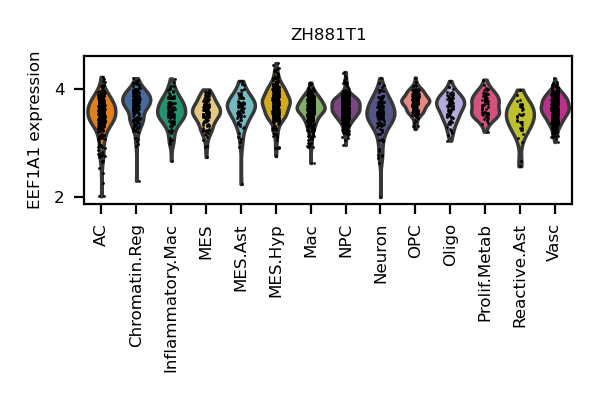 ZH881T1
EEF1A1 expression
4
2
AC
Chromatin.Reg
Inflammatory.Mac
MES
MES.Ast
MES.Hyp
Mac
NPC
Neuron
OPC
Oligo
Prolif.Metab
Reactive.Ast
Vasc